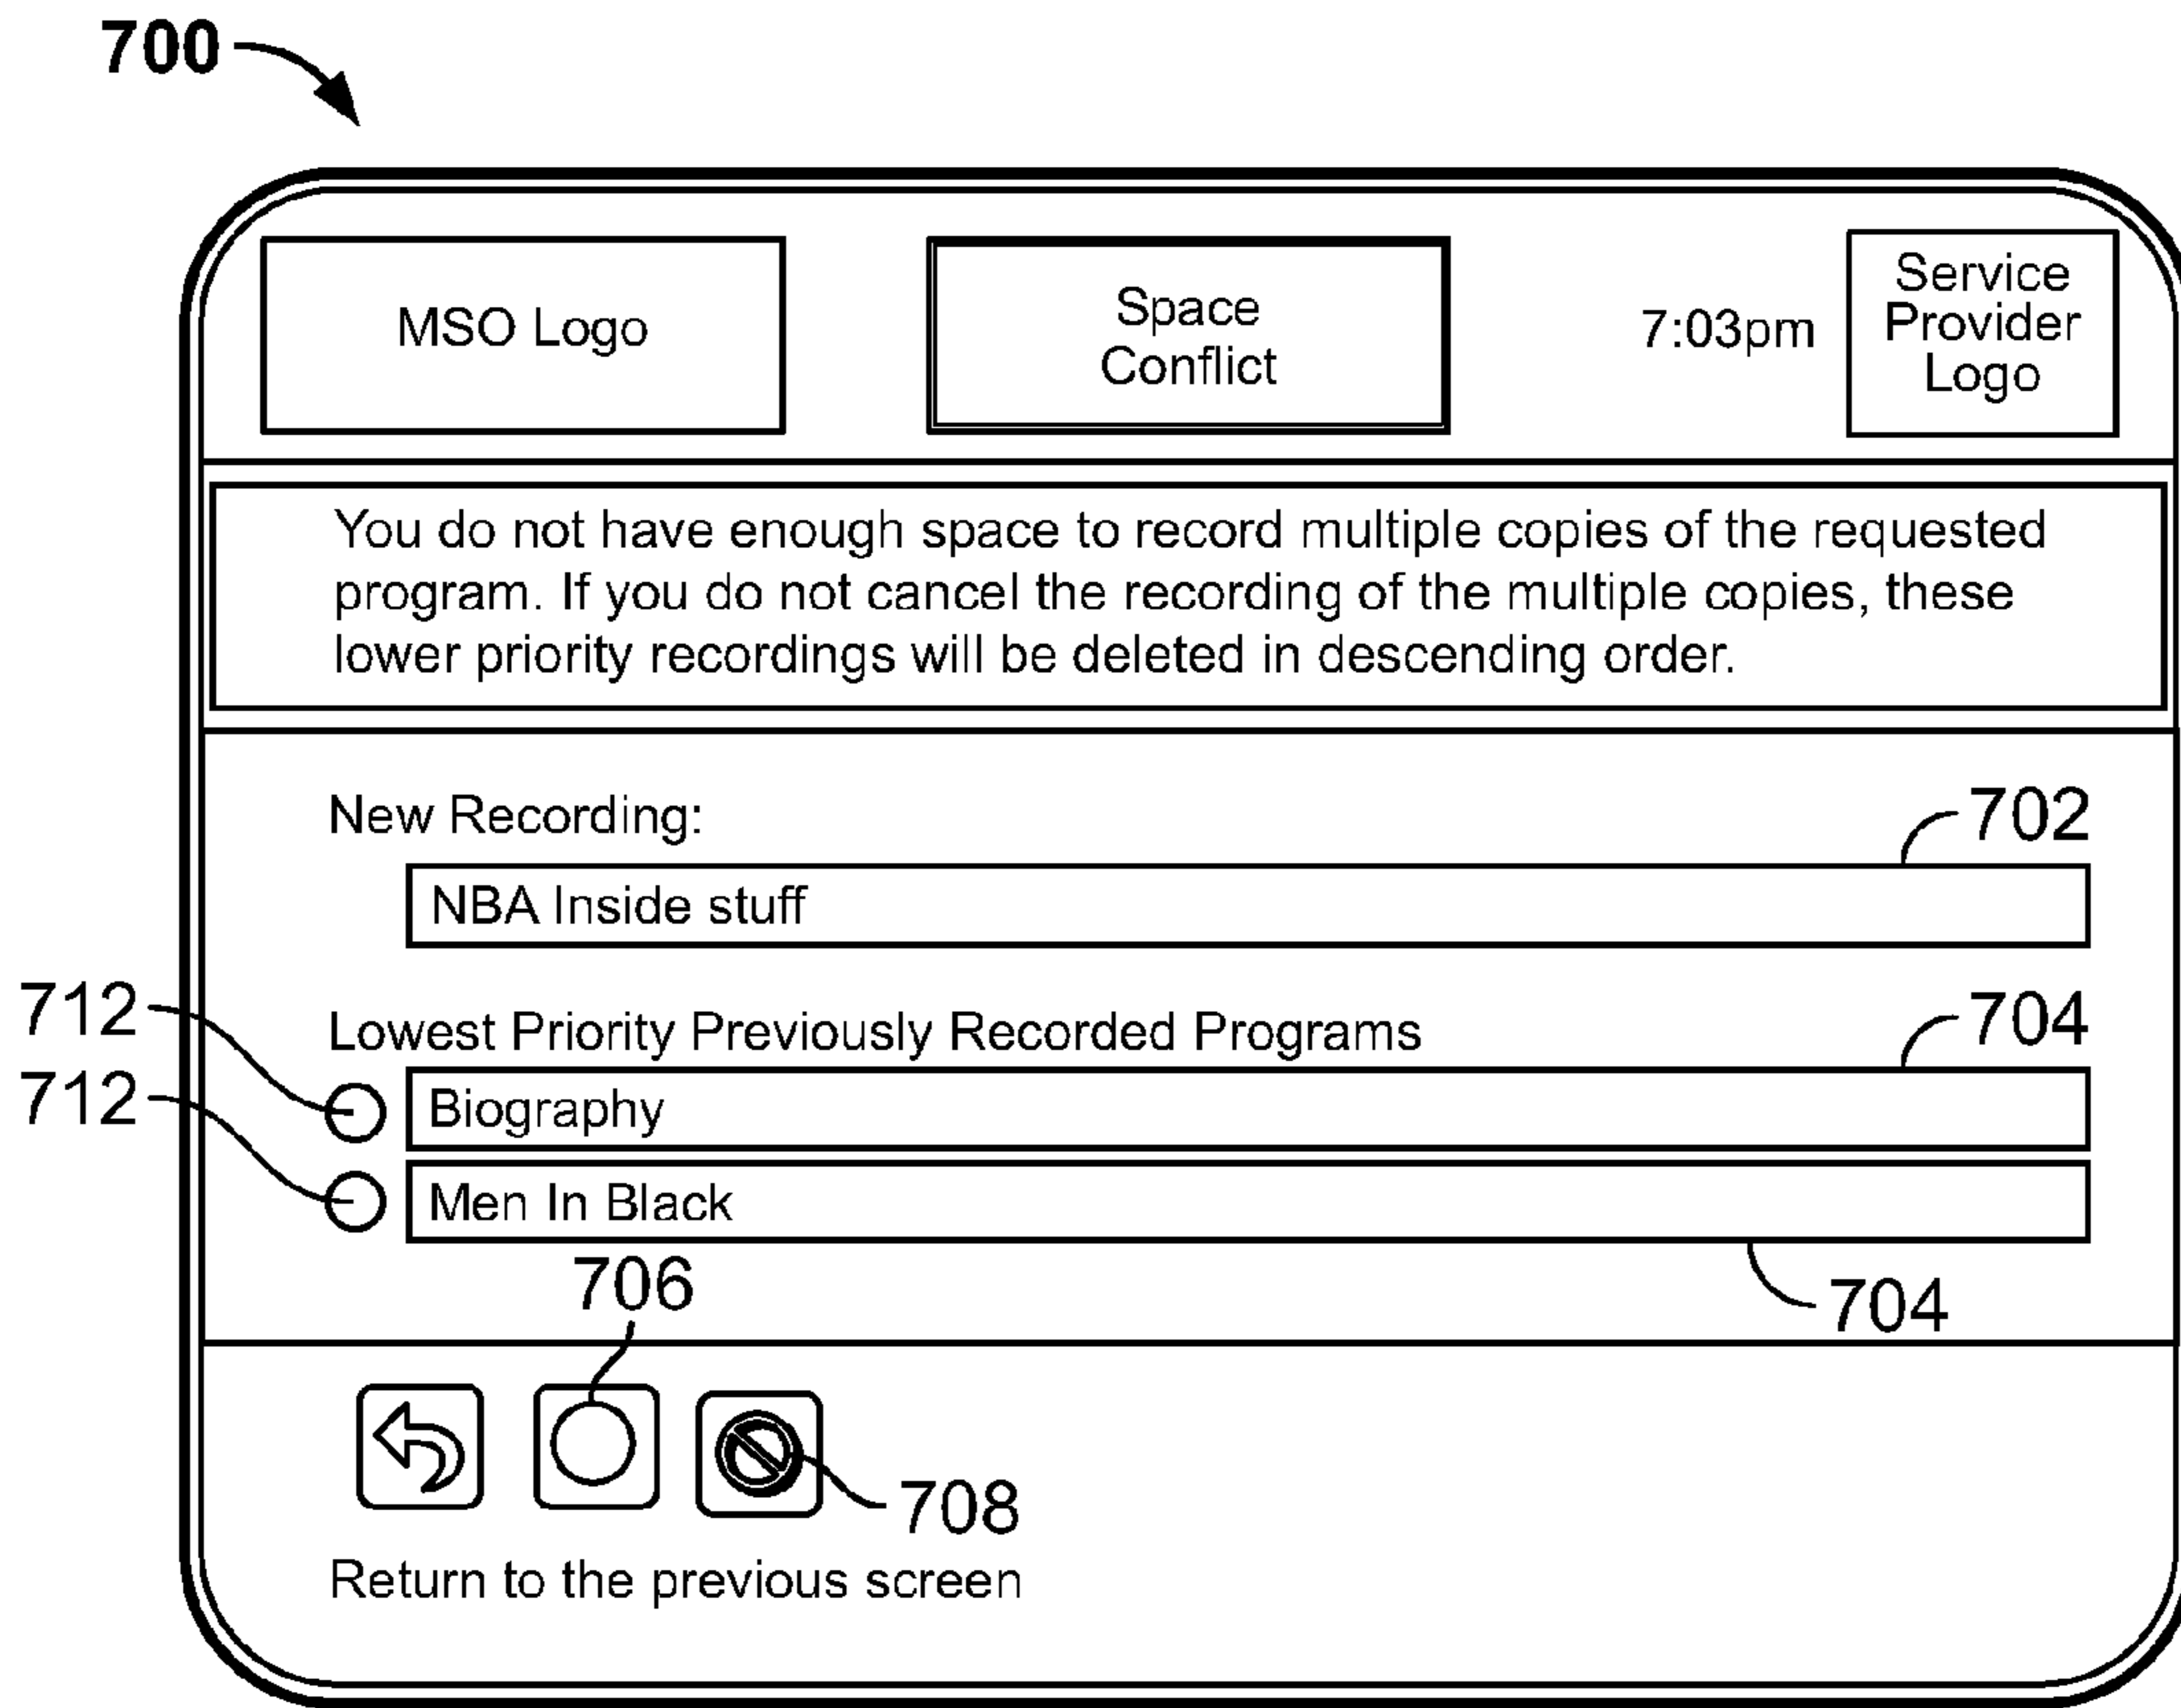 700
MSO Logo
Space
Conflict
7:03pm
Service
Provider
Logo
You do not have enough space to record multiple copies of the requested
program. If you do not cancel the recording of the multiple copies, these
lower priority recordings will be deleted in descending order.
New Recording:
702
NBA Inside stuff
712
Lowest Priority Previously Recorded Programs
704
712
Biography
Men In Black
706
704
708
Return to the previous screen